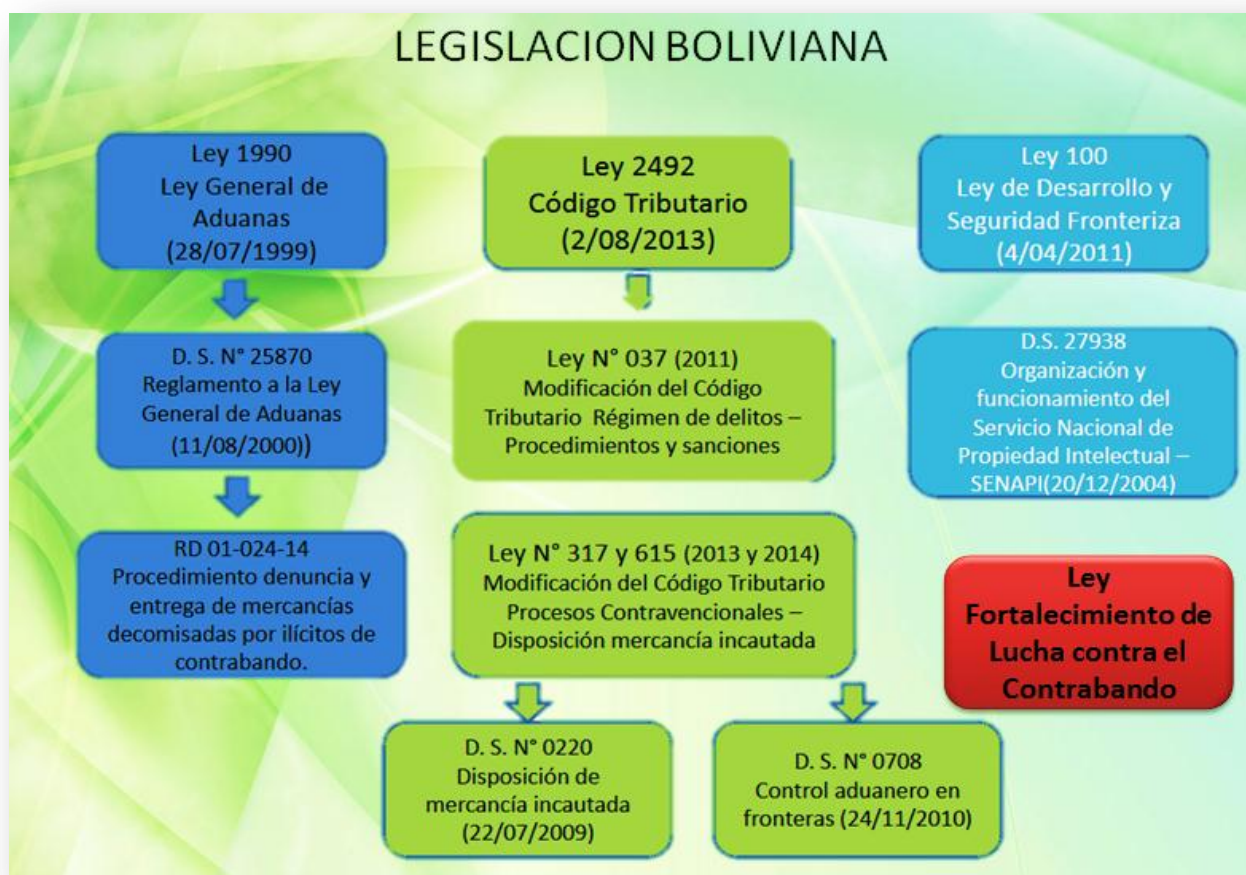 LEGISLACION BOLIVIANA
Ley 1990
Ley General de
Aduanas
(28/07/1999)
D. S. N° 25870
Reglamento a la Ley
General de Aduanas
(11/08/2000))
RD 01-024-14
Procedimiento denuncia y
entrega de mercancías
decomisadas por ilícitos de
contrabando.
Ley 2492
Código Tributario
(2/08/2013)
Ley N° 037 (2011)
Modificación del Código
Tributario Régimen de delitos –
Procedimientos y sanciones
Ley N° 317 y 615 (2013 y 2014)
Modificación del Código Tributario
Procesos Contravencionales –
Disposición mercancía incautada
D. S. N° 0220
Disposición de
mercancía incautada
(22/07/2009)
D. S. N° 0708
Control aduanero en
fronteras (24/11/2010)
Ley 100
Ley de Desarrollo y
Seguridad Fronteriza
(4/04/2011)
D.S. 27938
Organización y
funcionamiento del
Servicio Nacional de
Propiedad Intelectual –
SENAPI(20/12/2004)
Ley
Fortalecimiento de
Lucha contra el
Contrabando